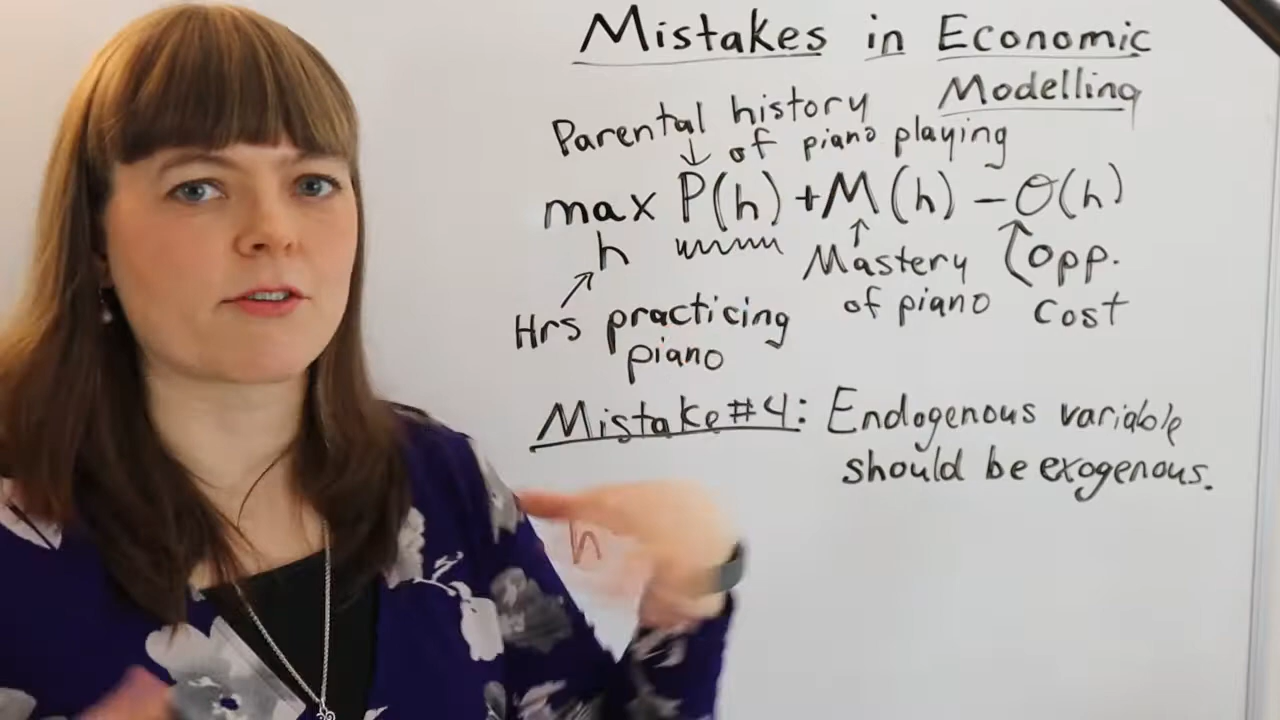 Mistakes in Economic
Modelling
Parental history
of piano playing
max P(h) + M(h) - O(h)
h
Mastery
of piano
Opp.
Cost
Hrs practicing
piano
Mistake #4: Endogenous variable
should be exogenous.
h